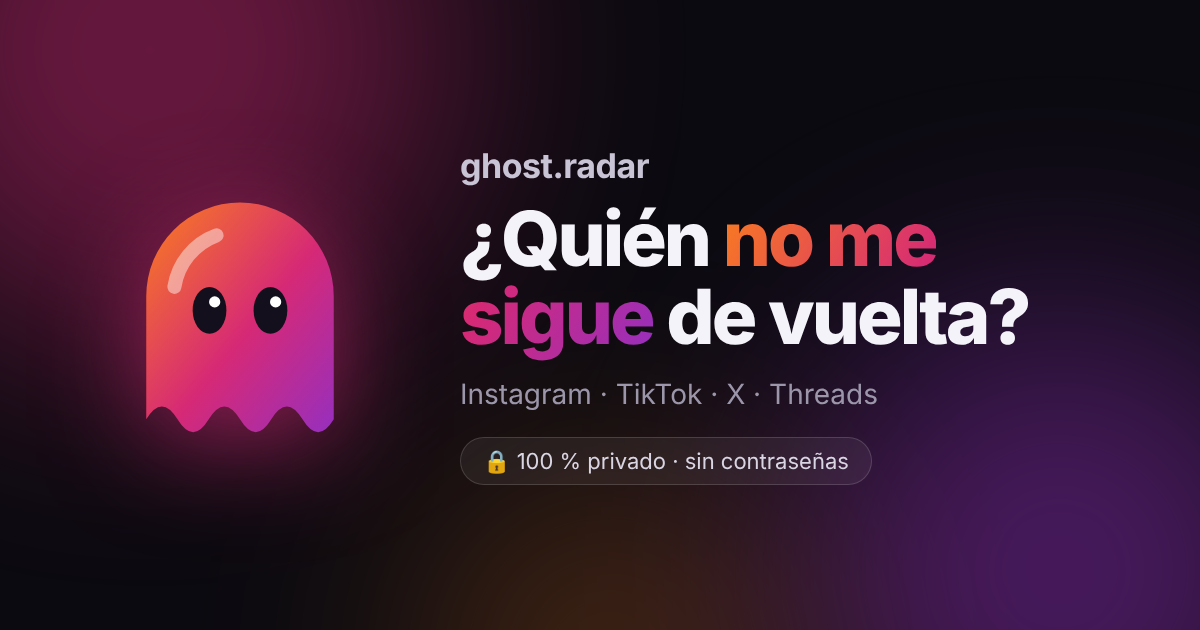 ghost.radar
¿Quién no me
sigue de vuelta?
Instagram · TikTok · X · Threads
🔒 100 % privado · sin contraseñas